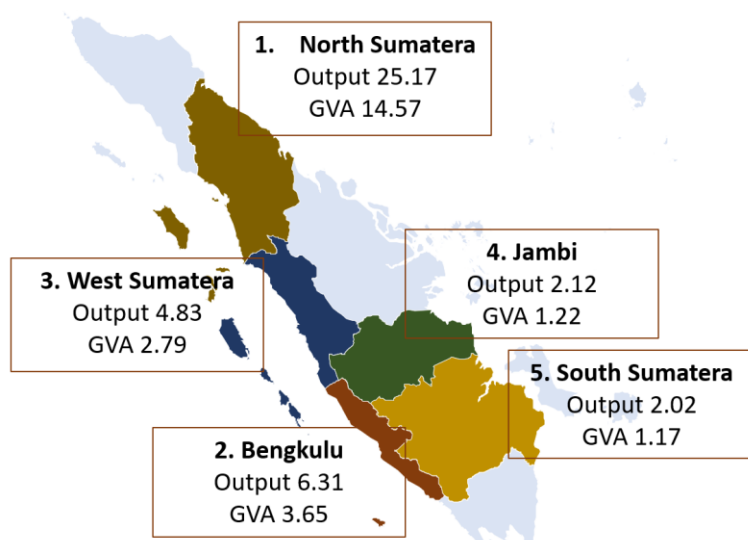 1. North Sumatera
Output 25.17
GVA 14.57
4. Jambi
Output 2.12
GVA 1.22
3. West Sumatera
Output 4.83
GVA 2.79
5. South Sumatera
Output 2.02
GVA 1.17
2. Bengkulu
Output 6.31
GVA 3.65